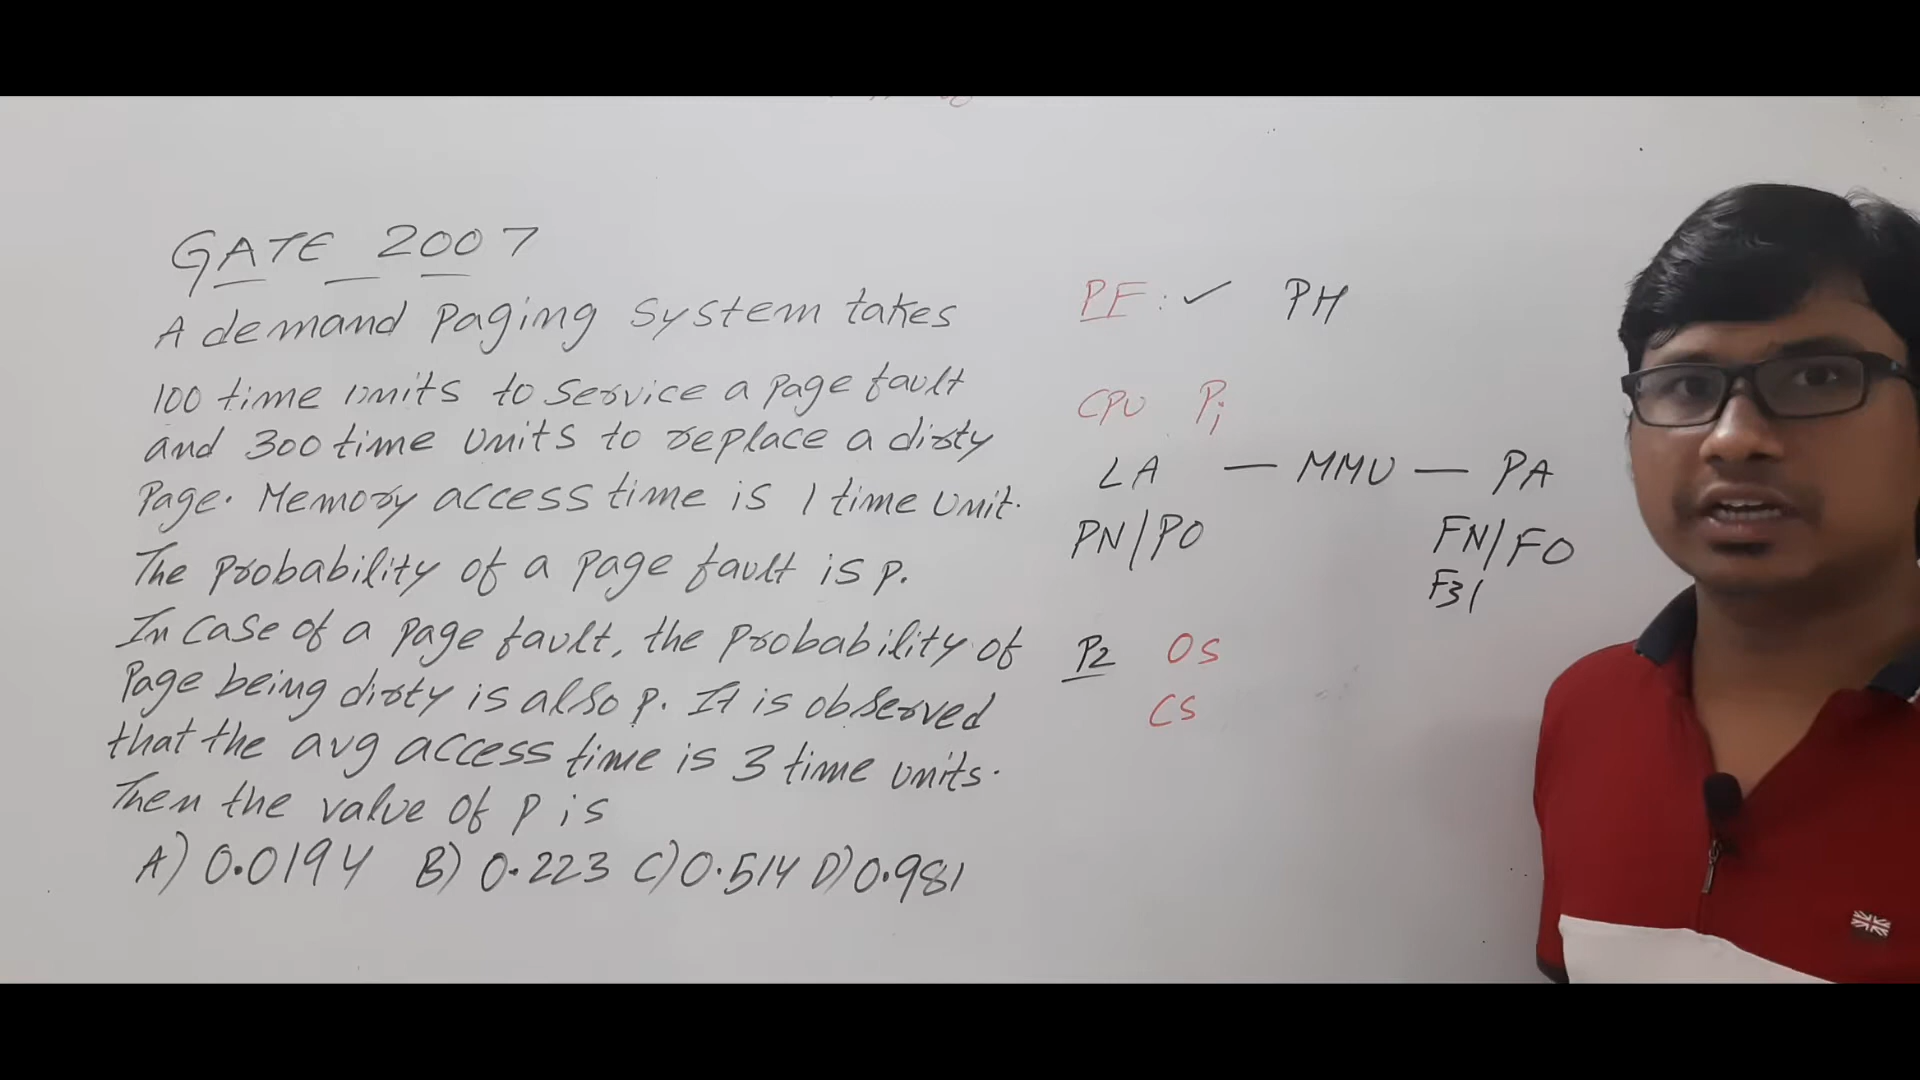 GATE 2007
A demand Paging System takes
100 time units to Service a page fault
and 300 time units to replace a dirty
Page. Memory access time is 1 time Unit.
The probability of a page fault is p.
In case of a page fault, the probability of
Page being dirty is also p. It is observed
that the avg access time is 3 time units.
Then the value of p is
A) 0.0194 B) 0.223 C) 0.514 D) 0.981
PF : ✓ PH
CPU Pi
LA — MMU — PA
PN/PO FN/FO
F31
P2 OS
CS